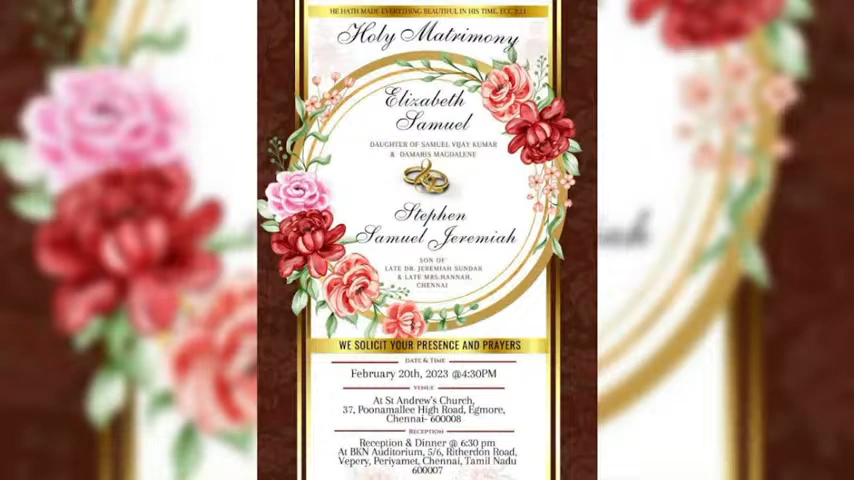 HE HATH MADE EVERYTHING BEAUTIFUL IN HIS TIME. ECC 3:11
Holy Matrimony
Elizabeth
Samuel
DAUGHTER OF SAMUEL VIJAY KUMAR
& DAMARIS MAGDALENE
Stephen
Samuel Jeremiah
SON OF
LATE DR. JEREMIAH SUNDAR
& LATE MRS.HANNAH,
CHENNAI
WE SOLICIT YOUR PRESENCE AND PRAYERS
DATE & TIME
February 20th, 2023 @4:30PM
VENUE
At St Andrew's Church,
37, Poonamallee High Road, Egmore,
Chennai- 600008
RECEPTION
Reception & Dinner @ 6:30 pm
At BKN Auditorium, 5/6, Ritherdon Road,
Vepery, Periyamet, Chennai, Tamil Nadu
600007